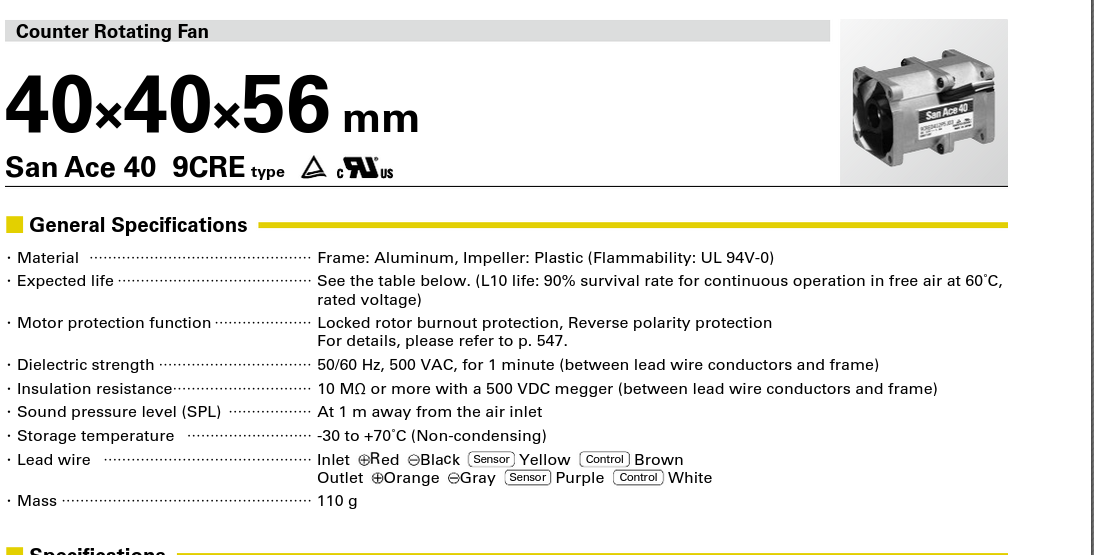 Counter Rotating Fan
40×40×56 mm
San Ace 40 9CRE type c RU US
San Ace 40
General Specifications
· Material ········ Frame: Aluminum, Impeller: Plastic (Flammability: UL 94V-0)
· Expected life ········ See the table below. (L10 life: 90% survival rate for continuous operation in free air at 60˚C,
rated voltage)
· Motor protection function ········ Locked rotor burnout protection, Reverse polarity protection
For details, please refer to p. 547.
· Dielectric strength ········ 50/60 Hz, 500 VAC, for 1 minute (between lead wire conductors and frame)
· Insulation resistance ········ 10 MΩ or more with a 500 VDC megger (between lead wire conductors and frame)
· Sound pressure level (SPL) ········ At 1 m away from the air inlet
· Storage temperature ········ -30 to +70˚C (Non-condensing)
· Lead wire ········ Inlet ⊕Red ⊖Black Sensor Yellow Control Brown
Outlet ⊕Orange ⊖Gray Sensor Purple Control White
· Mass ········ 110 g
Specifications